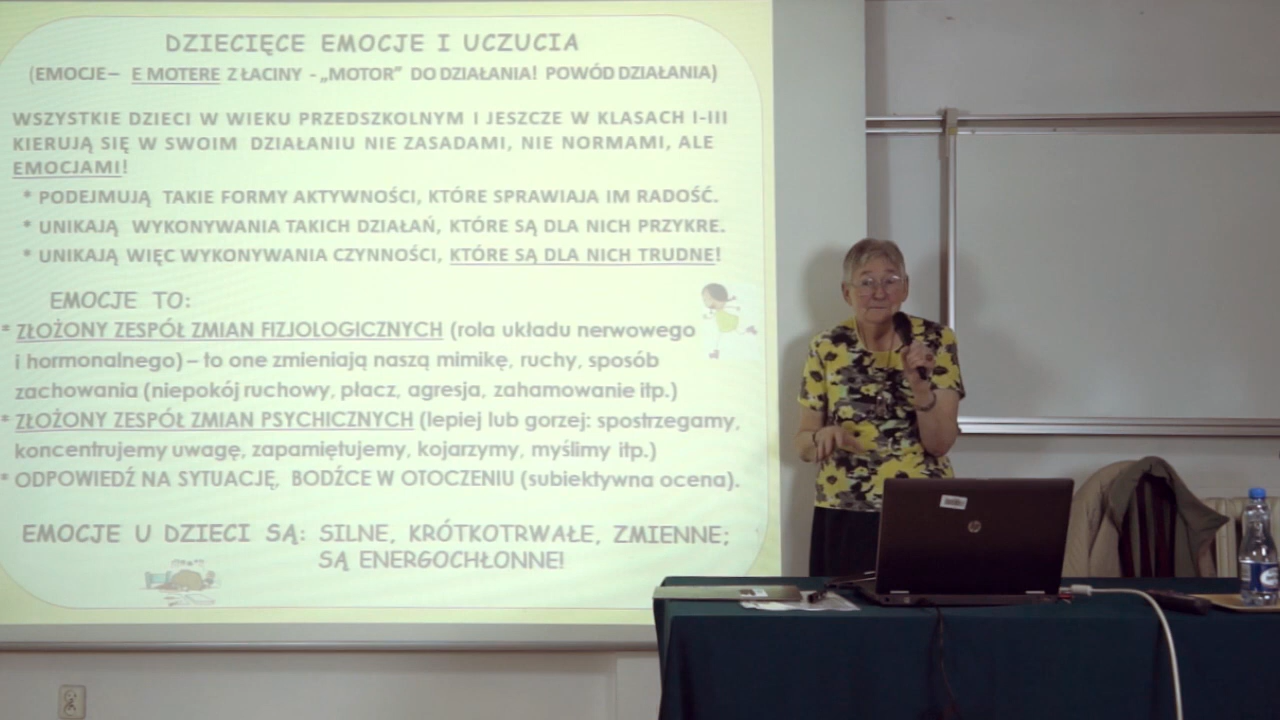 DZIECIĘCE EMOCJE I UCZUCIA
(EMOCJE– E MOTERE Z ŁACINY - „MOTOR” DO DZIAŁANIA! POWÓD DZIAŁANIA)
WSZYSTKIE DZIECI W WIEKU PRZEDSZKOLNYM I JESZCZE W KLASACH I-III
KIERUJĄ SIĘ W SWOIM DZIAŁANIU NIE ZASADAMI, NIE NORMAMI, ALE
EMOCJAMI!
* PODEJMUJĄ TAKIE FORMY AKTYWNOŚCI, KTÓRE SPRAWIAJA IM RADOŚĆ.
* UNIKAJĄ WYKONYWANIA TAKICH DZIAŁAŃ, KTÓRE SĄ DLA NICH PRZYKRE.
* UNIKAJĄ WIĘC WYKONYWANIA CZYNNOŚCI, KTÓRE SĄ DLA NICH TRUDNE!
EMOCJE TO:
* ZŁOŻONY ZESPÓŁ ZMIAN FIZJOLOGICZNYCH (rola układu nerwowego
i hormonalnego) – to one zmieniają naszą mimikę, ruchy, sposób
zachowania (niepokój ruchowy, płacz, agresja, zahamowanie itp.)
* ZŁOŻONY ZESPÓŁ ZMIAN PSYCHICZNYCH (lepiej lub gorzej: spostrzegamy,
koncentrujemy uwagę, zapamiętujemy, kojarzymy, myślimy itp.)
* ODPOWIEDŹ NA SYTUACJĘ, BODŹCE W OTOCZENIU (subiektywna ocena).
EMOCJE U DZIECI SĄ: SILNE, KRÓTKOTRWAŁE, ZMIENNE;
SĄ ENERGOCHŁONNE!
hp